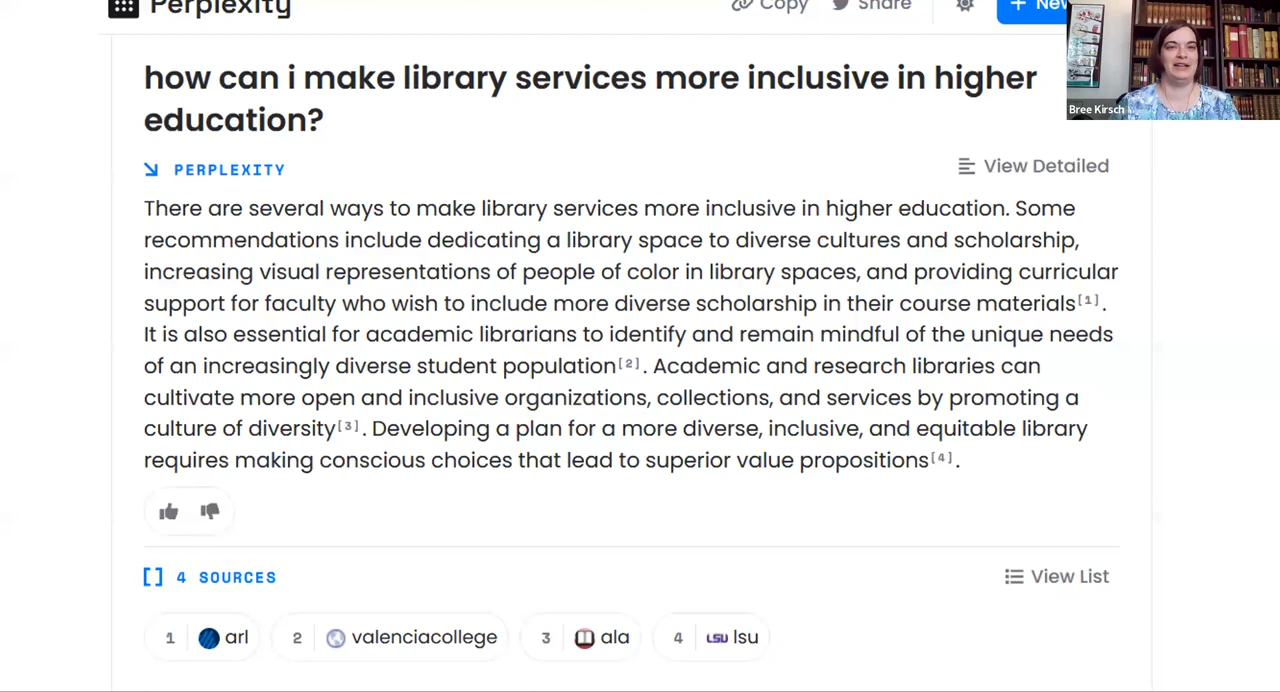 Perplexity
Copy
Share
+ New
Bree Kirsch
how can i make library services more inclusive in higher
education?
PERPLEXITY
View Detailed
There are several ways to make library services more inclusive in higher education. Some
recommendations include dedicating a library space to diverse cultures and scholarship,
increasing visual representations of people of color in library spaces, and providing curricular
support for faculty who wish to include more diverse scholarship in their course materials[1].
It is also essential for academic librarians to identify and remain mindful of the unique needs
of an increasingly diverse student population[2]. Academic and research libraries can
cultivate more open and inclusive organizations, collections, and services by promoting a
culture of diversity[3]. Developing a plan for a more diverse, inclusive, and equitable library
requires making conscious choices that lead to superior value propositions[4].
4 SOURCES
View List
1 arl
2 valenciacollege
3 ala
4 LSU lsu